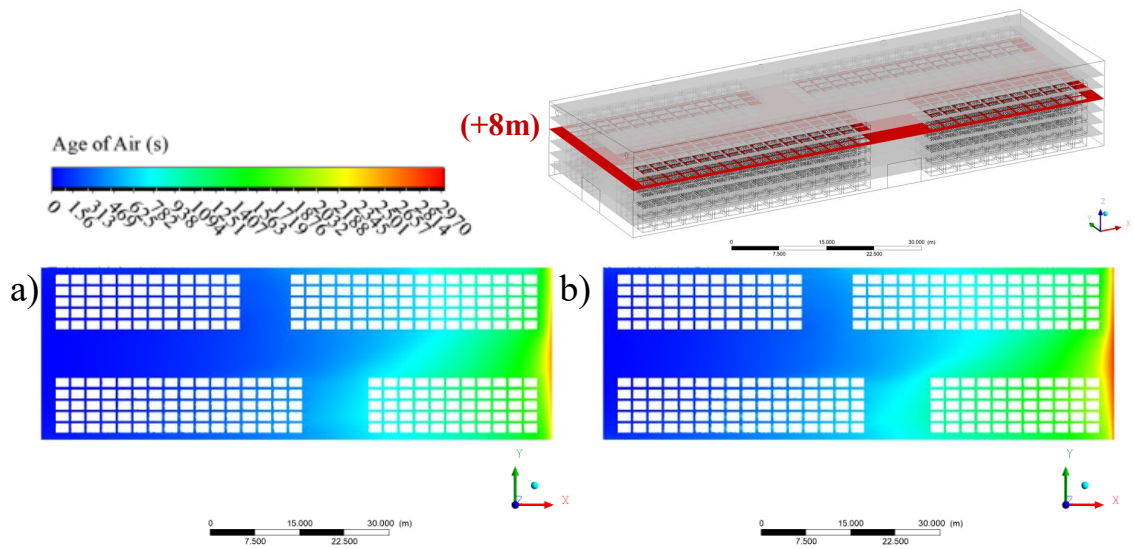 (+8m)
Age of Air (s)
0 156 313 469 625 782 938 1094 1251 1407 1563 1719 1876 2032 2188 2345 2501 2657 2814 2970
Z
Y
X
0 15.000 30.000 (m)
7.500 22.500
a)
b)
Y
Z
X
Y
Z
X
0 15.000 30.000 (m)
7.500 22.500
0 15.000 30.000 (m)
7.500 22.500